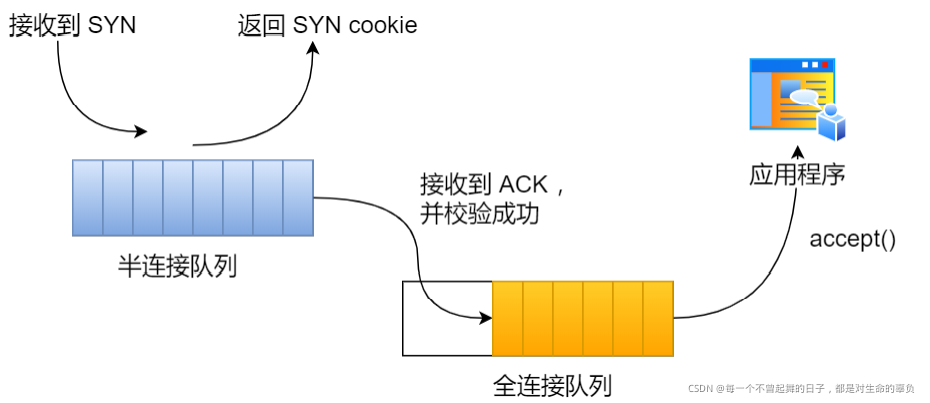 接收到 SYN
返回 SYN cookie
接收到 ACK，
并校验成功
应用程序
accept()
半连接队列
全连接队列
CSDN @每一个不曾起舞的日子，都是对生命的辜负